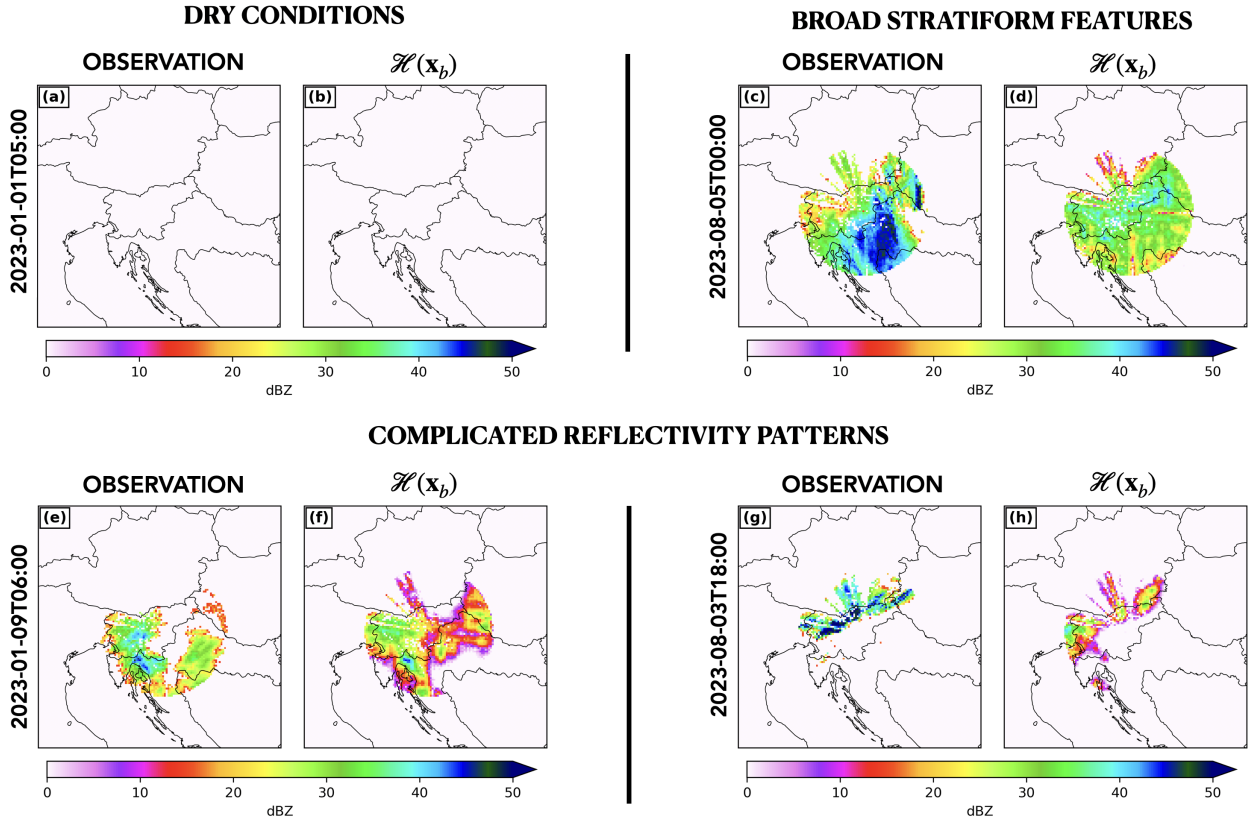 DRY CONDITIONS
BROAD STRATIFORM FEATURES
OBSERVATION
ℋ(x_b)
OBSERVATION
ℋ(x_b)
2023-01-01T05:00
(a)
(b)
2023-08-05T00:00
(c)
(d)
0 10 20 30 40 50
dBZ
0 10 20 30 40 50
dBZ
COMPLICATED REFLECTIVITY PATTERNS
OBSERVATION
ℋ(x_b)
OBSERVATION
ℋ(x_b)
2023-01-09T06:00
(e)
(f)
2023-08-03T18:00
(g)
(h)
0 10 20 30 40 50
dBZ
0 10 20 30 40 50
dBZ